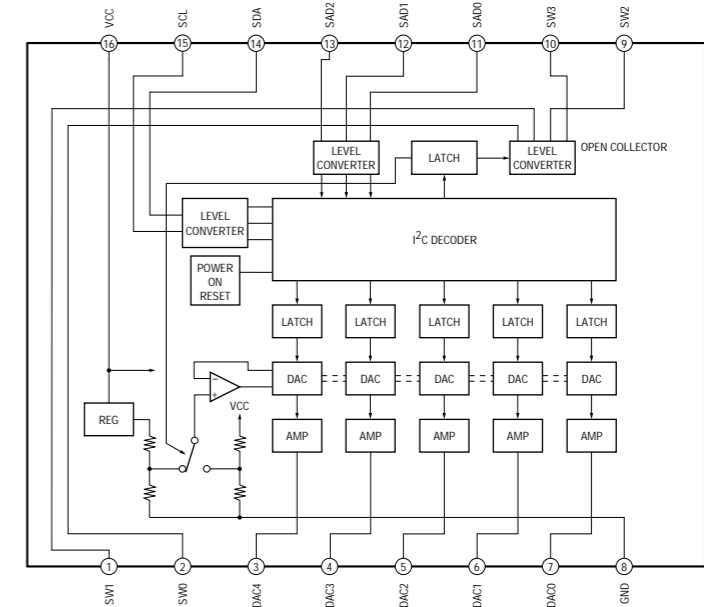 VCC
SCL
SDA
SAD2
SAD1
SAD0
SW3
SW2
16
15
14
13
12
11
10
9
LEVEL
CONVERTER
LATCH
LEVEL
CONVERTER
OPEN COLLECTOR
LEVEL
CONVERTER
I²C DECODER
POWER
ON
RESET
LATCH
LATCH
LATCH
LATCH
LATCH
DAC
DAC
DAC
DAC
DAC
−
+
VCC
REG
AMP
AMP
AMP
AMP
AMP
1
2
3
4
5
6
7
8
SW1
SW0
DAC4
DAC3
DAC2
DAC1
DAC0
GND